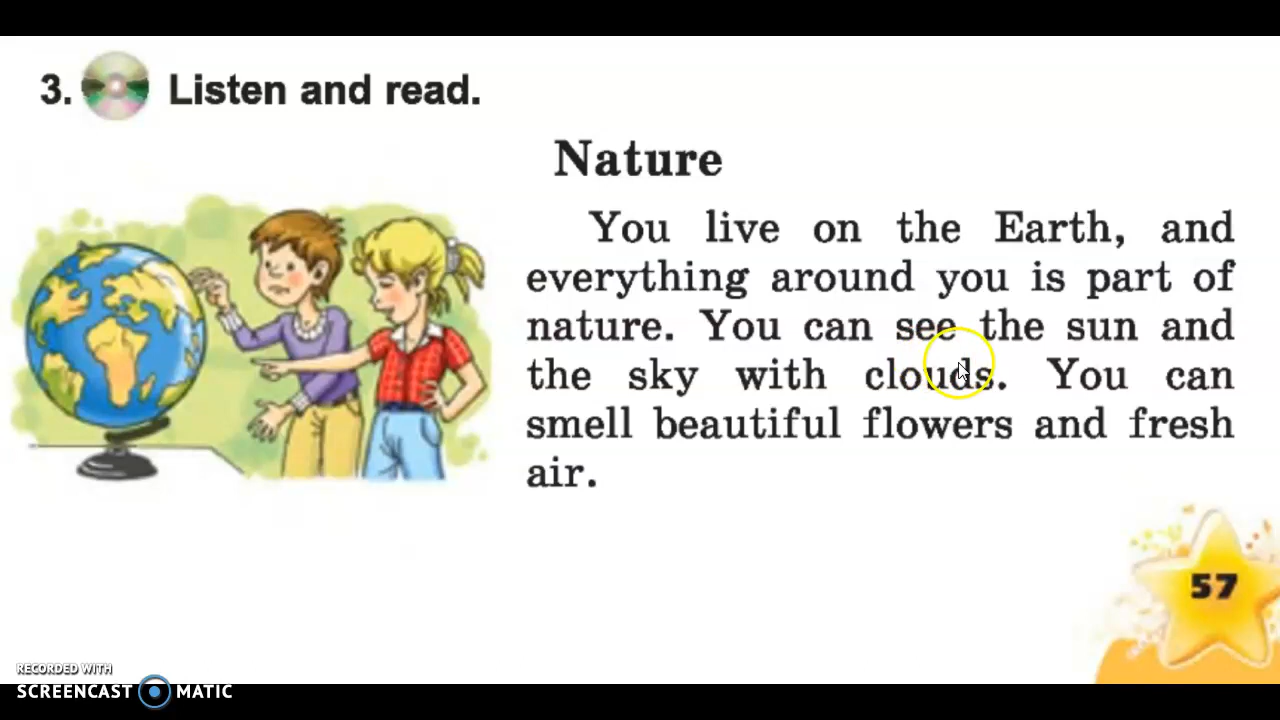 3. Listen and read.
Nature
You live on the Earth, and
everything around you is part of
nature. You can see the sun and
the sky with clouds. You can
smell beautiful flowers and fresh
air.
57
RECORDED WITH
SCREENCAST MATIC